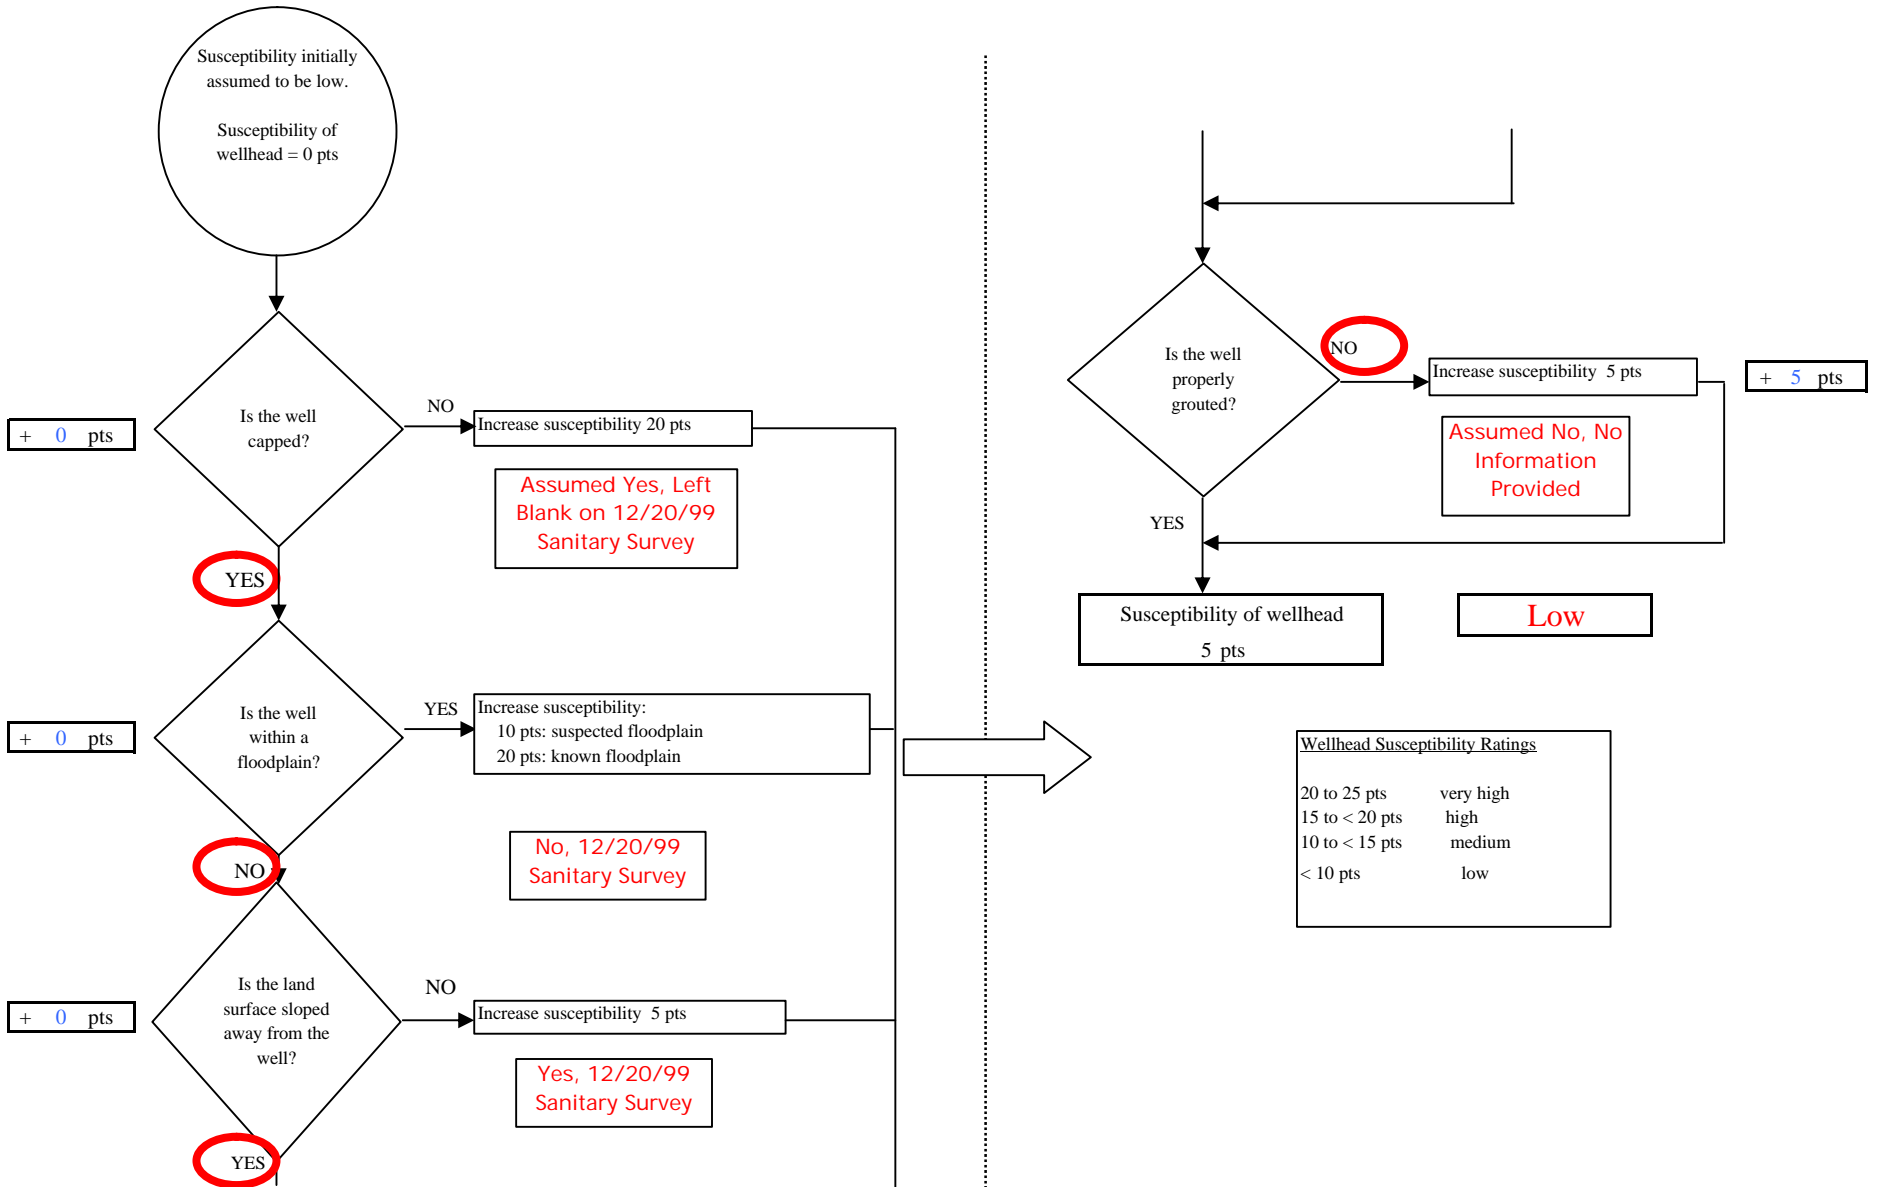 Susceptibility initially
assumed to be low.
Susceptibility of
wellhead = 0 pts
Is the well
capped?
NO
Increase susceptibility 20 pts
+ 0 pts
Assumed Yes, Left
Blank on 12/20/99
Sanitary Survey
YES
Is the well
within a
floodplain?
YES
Increase susceptibility:
10 pts: suspected floodplain
20 pts: known floodplain
+ 0 pts
No, 12/20/99
Sanitary Survey
NO
Is the land
surface sloped
away from the
well?
NO
Increase susceptibility 5 pts
+ 0 pts
Yes, 12/20/99
Sanitary Survey
YES
Is the well
properly
grouted?
NO
Increase susceptibility 5 pts
+ 5 pts
Assumed No, No
Information
Provided
YES
Susceptibility of wellhead
5 pts
Low
Wellhead Susceptibility Ratings
20 to 25 pts very high
15 to < 20 pts high
10 to < 15 pts medium
< 10 pts low